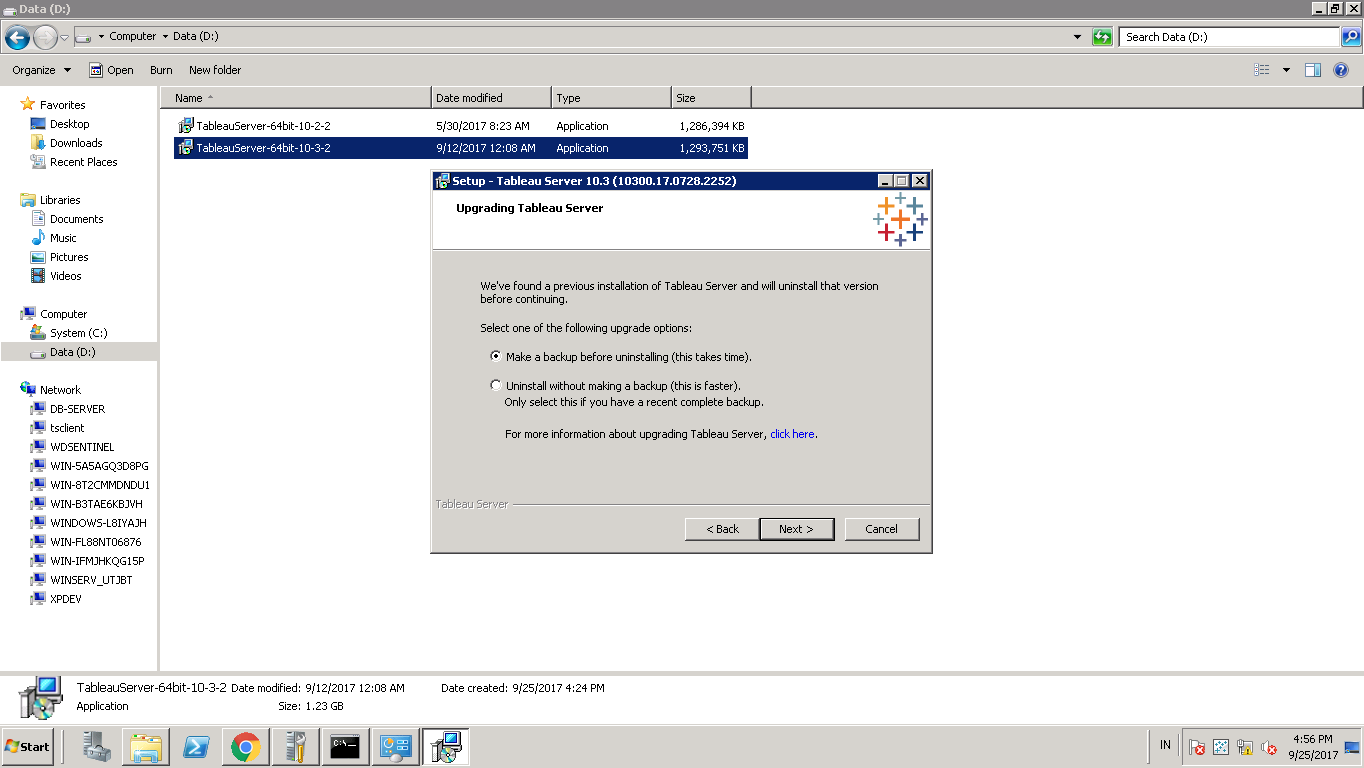 Data (D:)
Computer Data (D:)
Search Data (D:)
Organize Open Burn New folder
Favorites
Desktop
Downloads
Recent Places
Libraries
Documents
Music
Pictures
Videos
Computer
System (C:)
Data (D:)
Network
DB-SERVER
tsclient
WDSENTINEL
WIN-5A5AGQ3D8PG
WIN-8T2CMMDNDU1
WIN-B3TAE6KBJVH
WINDOWS-L8IYAJH
WIN-FL88NT06876
WIN-IFMJHKQG15P
WINSERV_UTJBT
XPDEV
Name Date modified Type Size
TableauServer-64bit-10-2-2 5/30/2017 8:23 AM Application 1,286,394 KB
TableauServer-64bit-10-3-2 9/12/2017 12:08 AM Application 1,293,751 KB
Setup - Tableau Server 10.3 (10300.17.0728.2252)
Upgrading Tableau Server
We've found a previous installation of Tableau Server and will uninstall that version
before continuing.
Select one of the following upgrade options:
Make a backup before uninstalling (this takes time).
Uninstall without making a backup (this is faster).
Only select this if you have a recent complete backup.
For more information about upgrading Tableau Server, click here.
Tableau Server
< Back Next > Cancel
TableauServer-64bit-10-3-2 Date modified: 9/12/2017 12:08 AM Date created: 9/25/2017 4:24 PM
Application Size: 1.23 GB
Start
IN
4:56 PM
9/25/2017